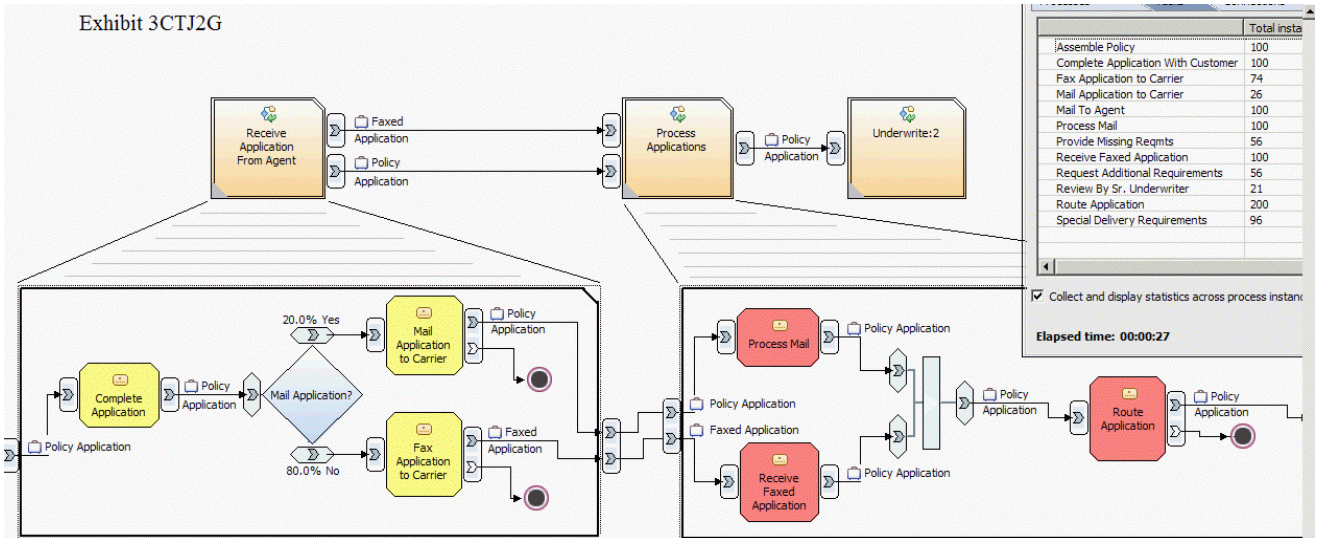 Exhibit 3CTJ2G
Total insta
Assemble Policy 100
Complete Application With Customer 100
Fax Application to Carrier 74
Mail Application to Carrier 26
Mail To Agent 100
Process Mail 100
Provide Missing Reqmts 56
Receive Faxed Application 100
Request Additional Requirements 56
Review By Sr. Underwriter 21
Route Application 200
Special Delivery Requirements 96
Collect and display statistics across process instanc
Elapsed time: 00:00:27
Receive
Application
From Agent
Faxed
Application
Policy
Application
Process
Applications
Policy
Application
Underwrite:2
Policy Application
Complete
Application
Policy
Application
20.0% Yes
Mail Application?
80.0% No
Mail
Application
to Carrier
Policy
Application
Fax
Application
to Carrier
Faxed
Application
Policy Application
Faxed Application
Process Mail
Policy Application
Receive
Faxed
Application
Policy Application
Policy
Application
Route
Application
Policy
Application